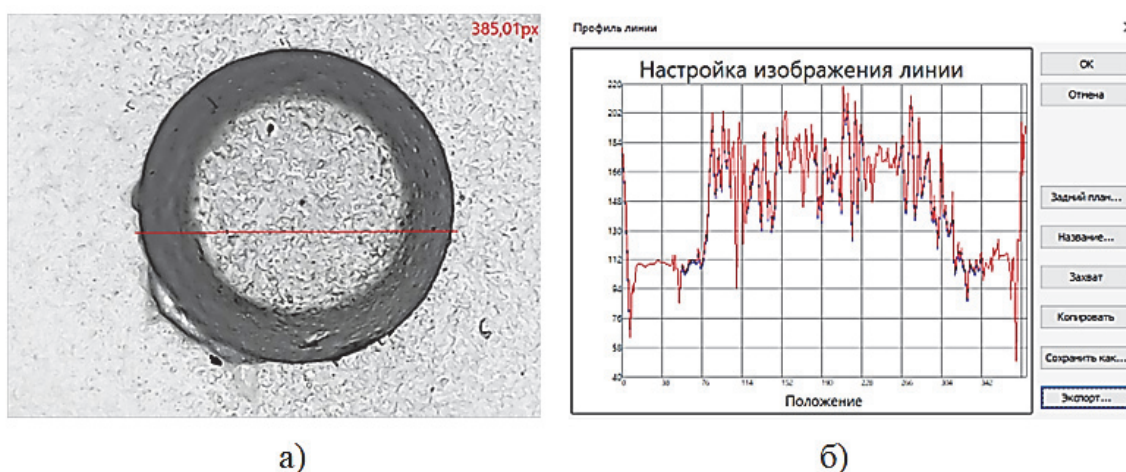 385,01px
Профиль линии
Настройка изображения линии
220
202
184
166
148
130
112
94
76
58
40
0 38 76 114 152 190 228 266 304 342
Положение
OK
Отмена
Задний план...
Название...
Захват
Копировать
Сохранить как...
Экспорт...
а)
б)